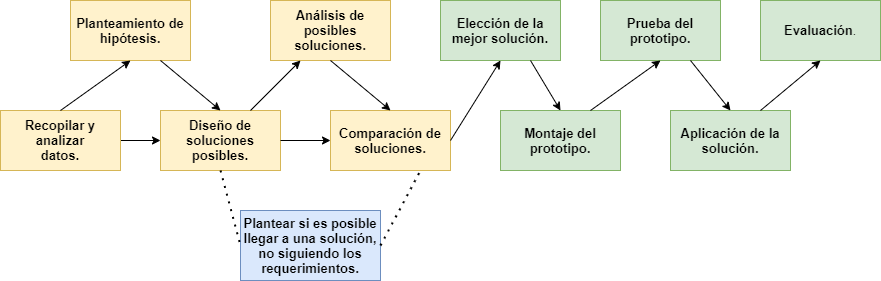 Planteamiento de
hipótesis.
Análisis de
posibles
soluciones.
Elección de la
mejor solución.
Prueba del
prototipo.
Evaluación.
Recopilar y
analizar
datos.
Diseño de
soluciones
posibles.
Comparación de
soluciones.
Montaje del
prototipo.
Aplicación de la
solución.
Plantear si es posible
llegar a una solución,
no siguiendo los
requerimientos.